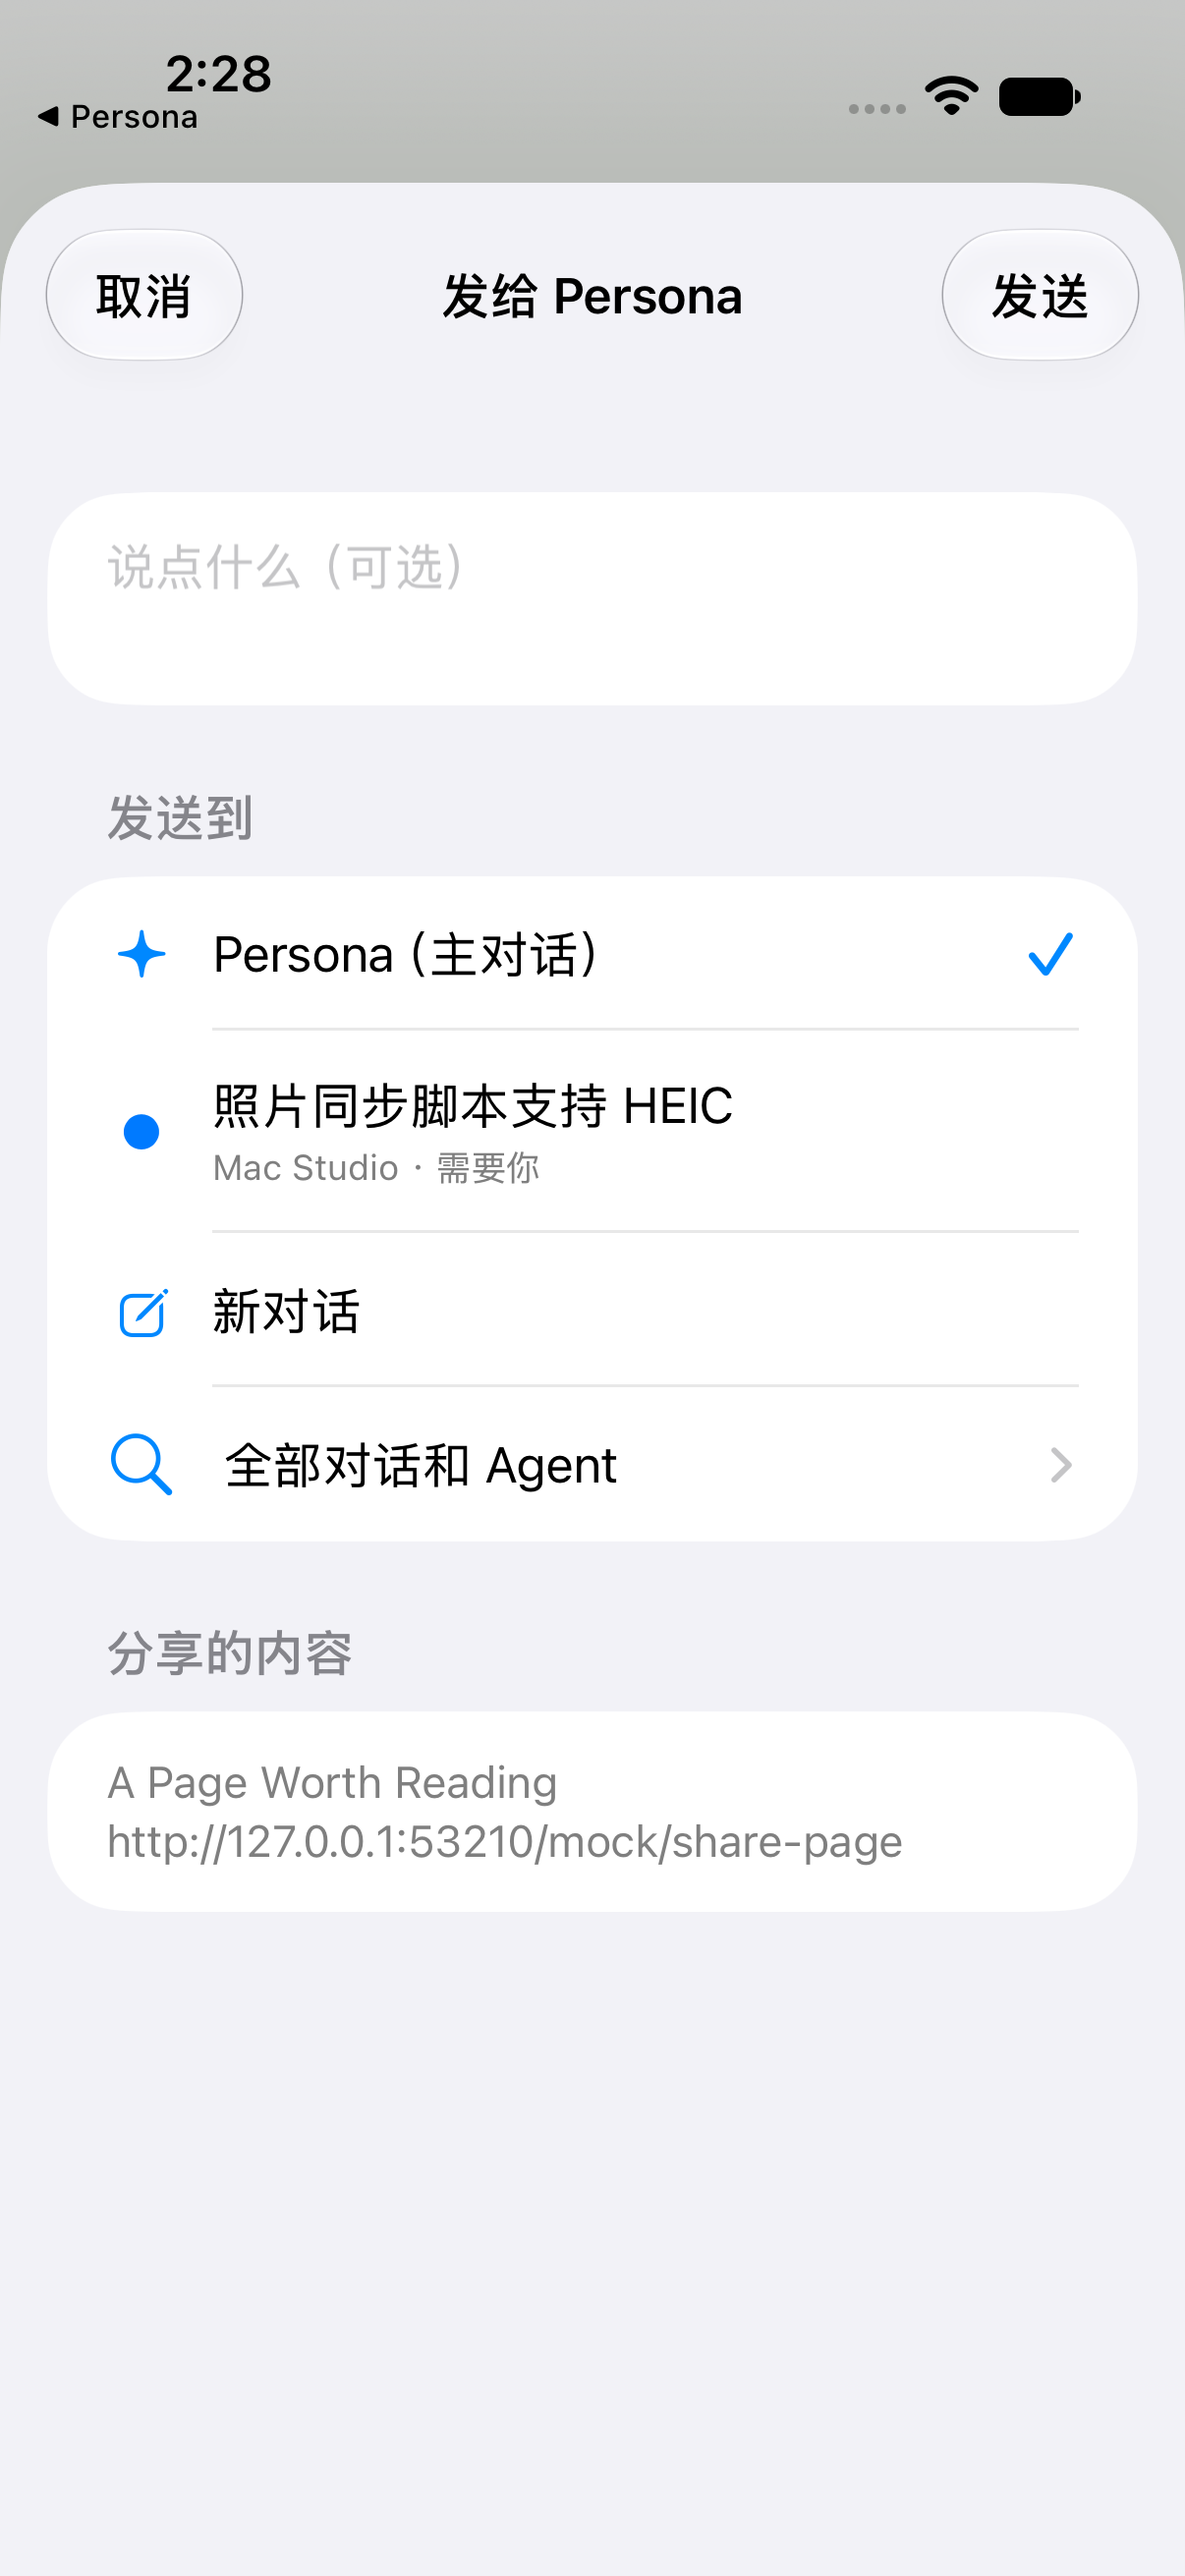 2:28
◀ Persona
取消
发给 Persona
发送
说点什么（可选）
发送到
Persona（主对话）
照片同步脚本支持 HEIC
Mac Studio · 需要你
新对话
全部对话和 Agent
分享的内容
A Page Worth Reading
http://127.0.0.1:53210/mock/share-page